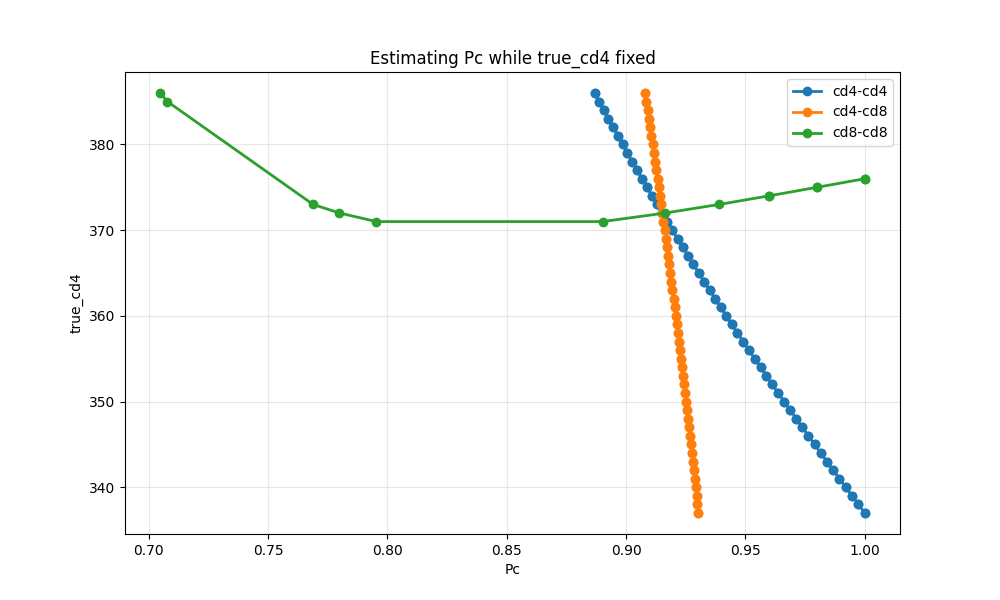 Estimating Pc while true_cd4 fixed
cd4-cd4
cd4-cd8
cd8-cd8
true_cd4
380
370
360
350
340
0.70 0.75 0.80 0.85 0.90 0.95 1.00
Pc